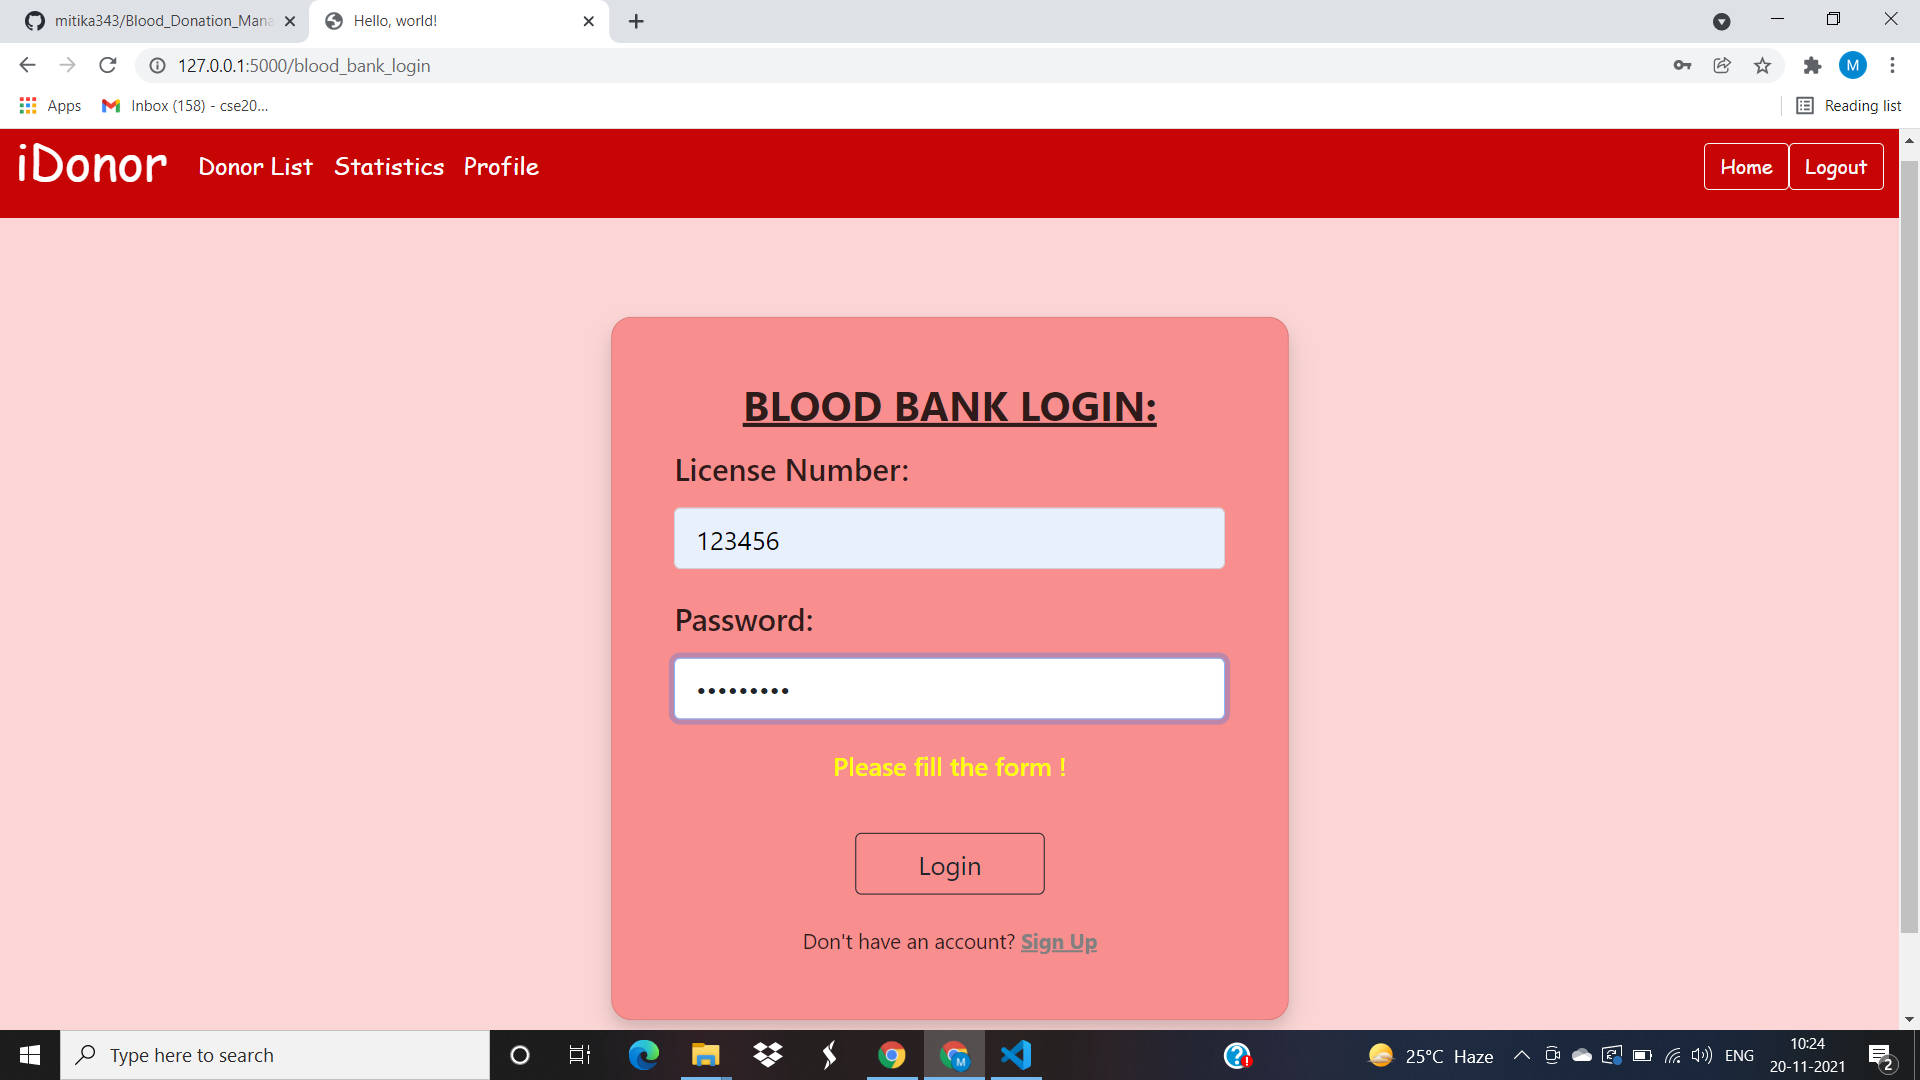 mitika343/Blood_Donation_Mana
Hello, world!
127.0.0.1:5000/blood_bank_login
M
Apps
Inbox (158) - cse20...
Reading list
iDonor
Donor List
Statistics
Profile
Home
Logout
BLOOD BANK LOGIN:
License Number:
123456
Password:
•••••••••
Please fill the form !
Login
Don't have an account? Sign Up
Type here to search
M
25°C Haze
ENG
10:24
20-11-2021
2